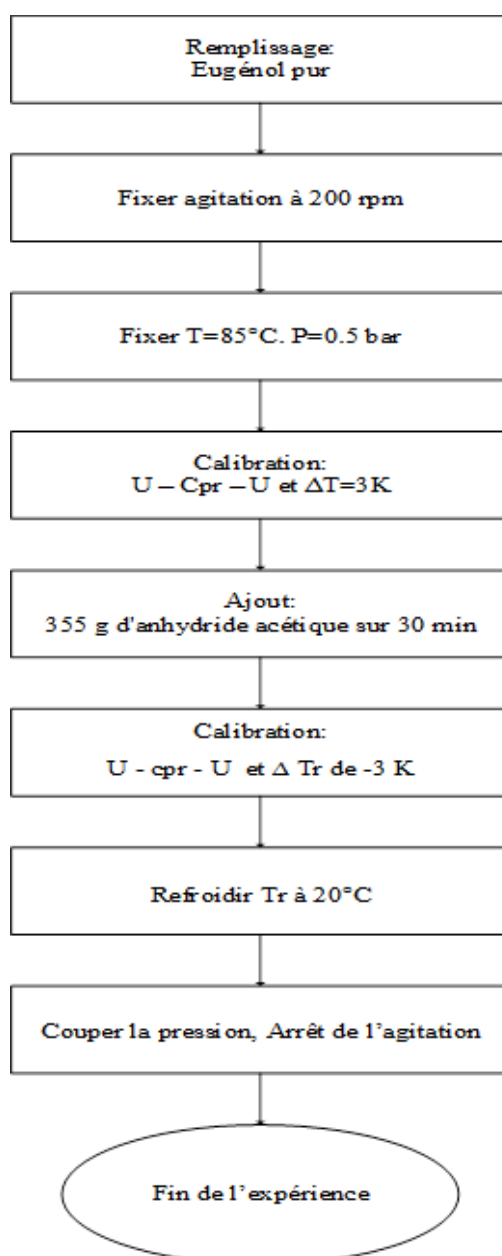 Remplissage:
Eugénol pur
Fixer agitation à 200 rpm
Fixer T=85°C. P=0.5 bar
Calibration:
U – Cpr – U et ΔT=3K
Ajout:
355 g d'anhydride acétique sur 30 min
Calibration:
U - cpr - U et Δ Tr de -3 K
Refroidir Tr à 20°C
Couper la pression, Arrêt de l’agitation
Fin de l’expérience